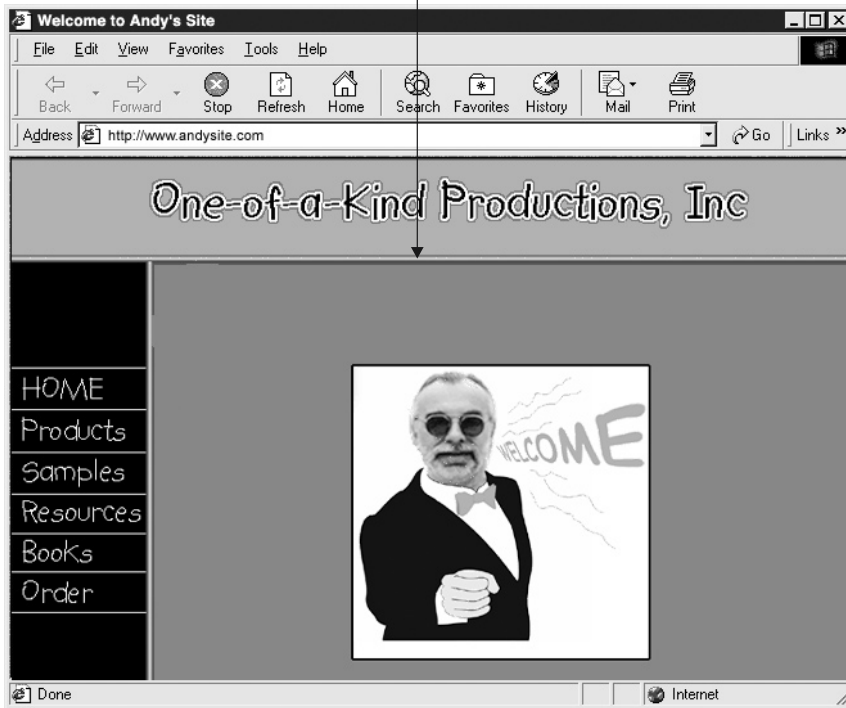 Welcome to Andy's Site
File Edit View Favorites Tools Help
Back Forward Stop Refresh Home Search Favorites History Mail Print
Address http://www.andysite.com Go Links »
One-of-a-Kind Productions, Inc
HOME
Products
Samples
Resources
Books
Order
WELCOME
Done Internet